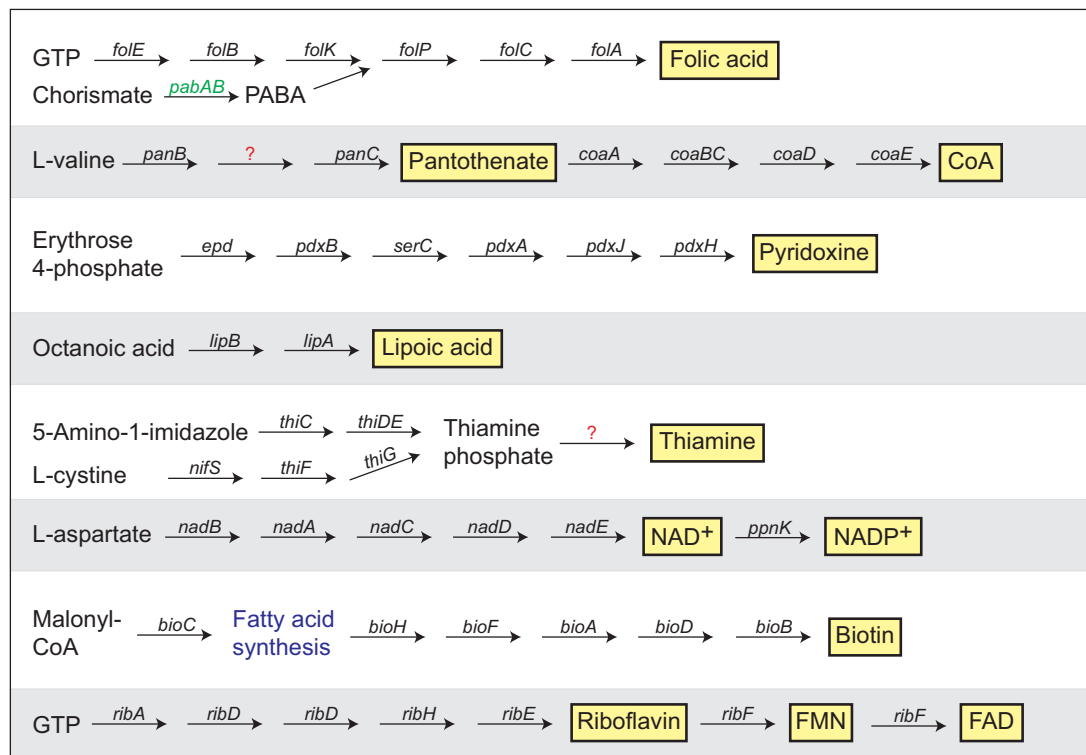 GTP folE folB folK folP folC folA Folic acid
Chorismate pabAB PABA
L-valine panB ? panC Pantothenate coaA coaBC coaD coaE CoA
Erythrose
4-phosphate epd pdxB serC pdxA pdxJ pdxH Pyridoxine
Octanoic acid lipB lipA Lipoic acid
5-Amino-1-imidazole thiC thiDE Thiamine
phosphate ? Thiamine
L-cystine nifS thiF thiG
L-aspartate nadB nadA nadC nadD nadE NAD+ ppnK NADP+
Malonyl-
CoA bioC Fatty acid
synthesis bioH bioF bioA bioD bioB Biotin
GTP ribA ribD ribD ribH ribE Riboflavin ribF FMN ribF FAD